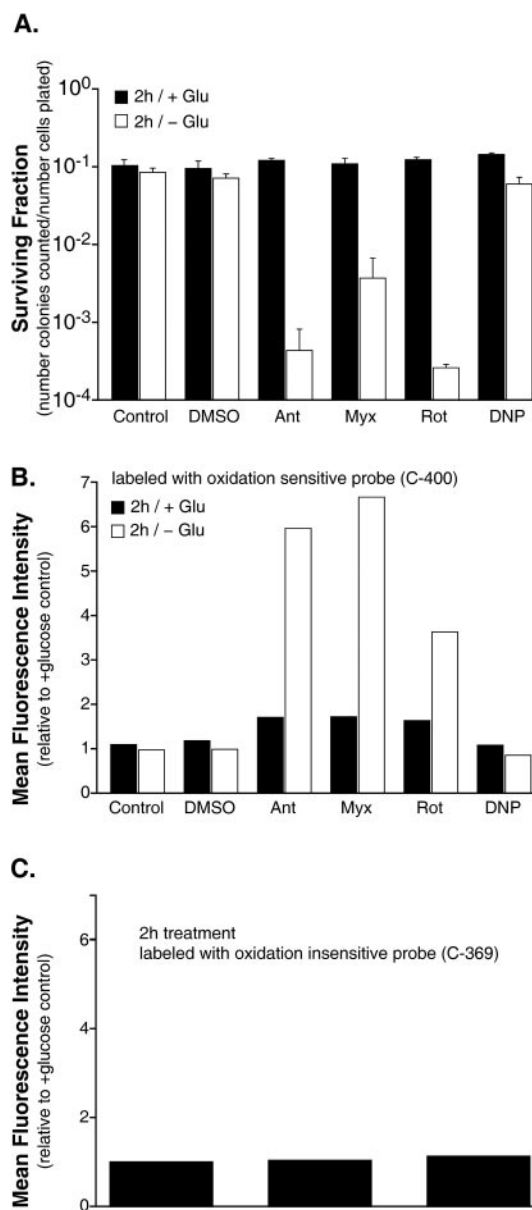 A.
Surviving Fraction
(number colonies counted/number cells plated)
10⁰
10⁻¹
10⁻²
10⁻³
10⁻⁴
2h / + Glu
2h / − Glu
Control DMSO Ant Myx Rot DNP
B.
Mean Fluorescence Intensity
(relative to +glucose control)
7
6
5
4
3
2
1
0
labeled with oxidation sensitive probe (C-400)
2h / + Glu
2h / − Glu
Control DMSO Ant Myx Rot DNP
C.
Mean Fluorescence Intensity
(relative to +glucose control)
6
4
2
0
2h treatment
labeled with oxidation insensitive probe (C-369)